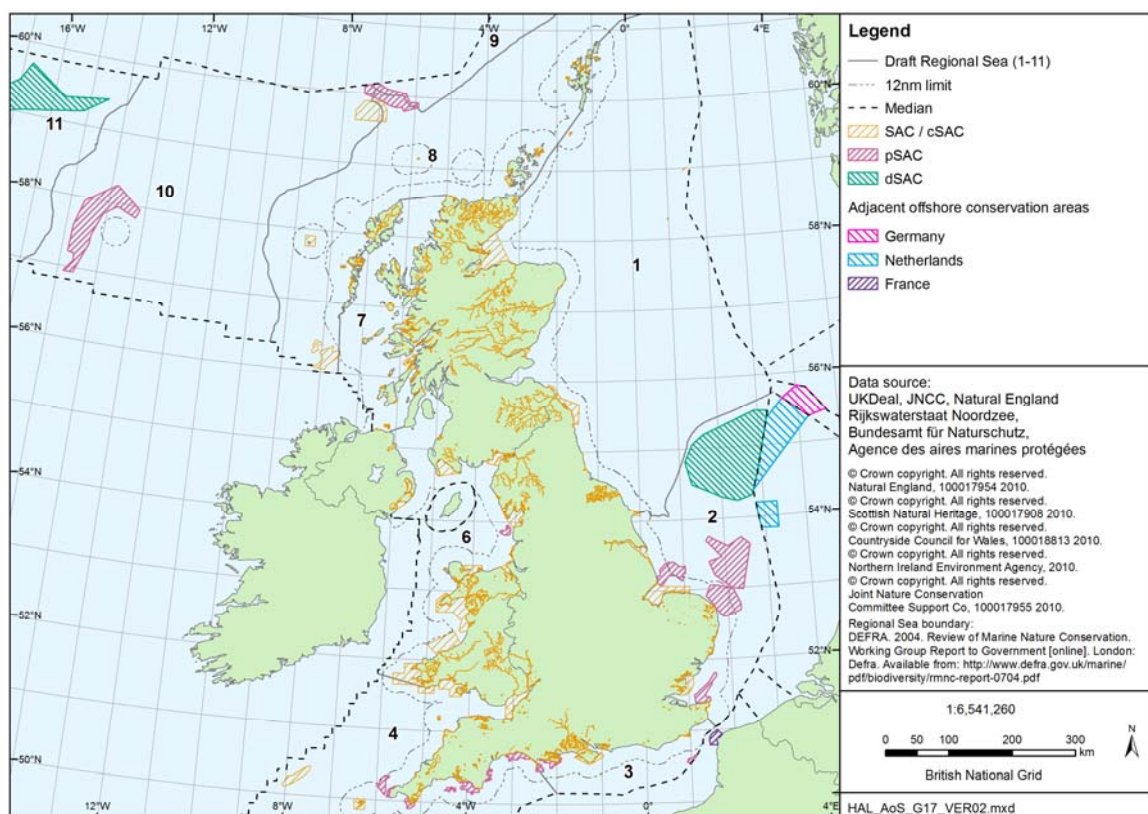 16°W
12°W
8°W
4°W
0°
4°E
60°N
58°N
56°N
54°N
52°N
50°N
60°N
58°N
56°N
54°N
52°N
12°W
8°W
4°W
0°
4°E
9
11
10
8
1
7
2
6
4
3
Legend
Draft Regional Sea (1-11)
12nm limit
Median
SAC / cSAC
pSAC
dSAC
Adjacent offshore conservation areas
Germany
Netherlands
France
Data source:
UKDeal, JNCC, Natural England
Rijkswaterstaat Noordzee,
Bundesamt für Naturschutz,
Agence des aires marines protégées
© Crown copyright. All rights reserved.
Natural England, 100017954 2010.
© Crown copyright. All rights reserved.
Scottish Natural Heritage, 100017908 2010.
© Crown copyright. All rights reserved.
Countryside Council for Wales, 100018813 2010.
© Crown copyright. All rights reserved.
Northern Ireland Environment Agency, 2010.
© Crown copyright. All rights reserved.
Joint Nature Conservation
Committee Support Co, 100017955 2010.
Regional Sea boundary:
DEFRA. 2004. Review of Marine Nature Conservation.
Working Group Report to Government [online]. London:
Defra. Available from: http://www.defra.gov.uk/marine/
pdf/biodiversity/rmnc-report-0704.pdf
1:6,541,260
N
0 50 100 200 300
km
British National Grid
HAL_AoS_G17_VER02.mxd